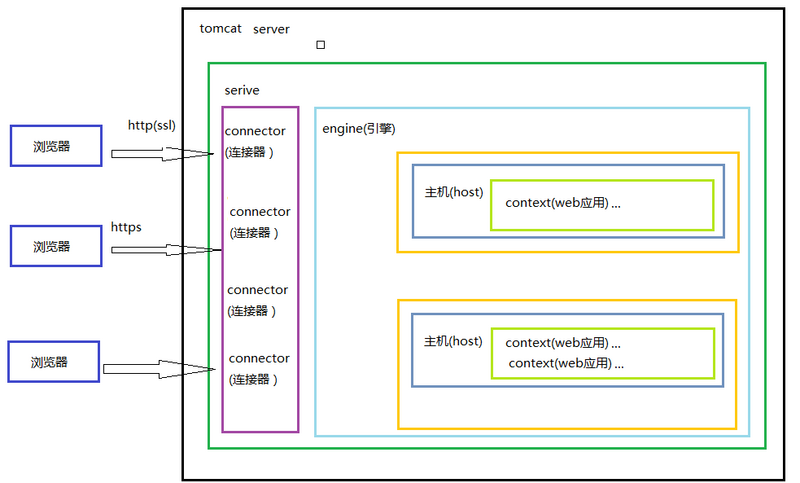 tomcat server
serive
http(ssl)
浏览器
connector
(连接器 )
engine(引擎)
主机(host)
context(web应用) ...
https
浏览器
connector
(连接器 )
connector
(连接器 )
主机(host)
context(web应用) ...
context(web应用) ...
浏览器
connector
(连接器 )